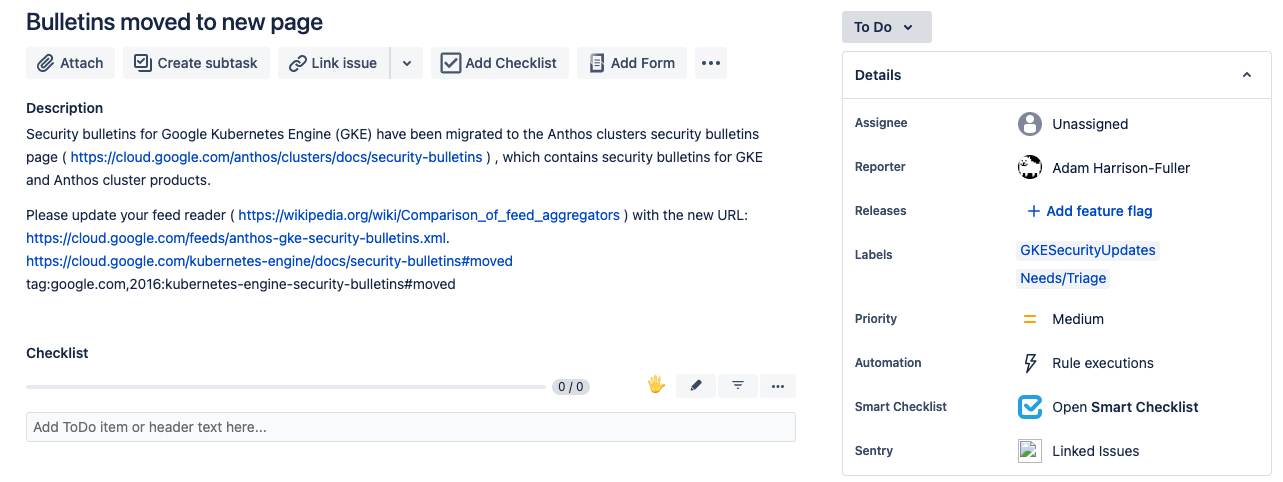 Bulletins moved to new page
To Do
Attach
Create subtask
Link issue
Add Checklist
Add Form
Description
Security bulletins for Google Kubernetes Engine (GKE) have been migrated to the Anthos clusters security bulletins
page ( https://cloud.google.com/anthos/clusters/docs/security-bulletins ) , which contains security bulletins for GKE
and Anthos cluster products.
Please update your feed reader ( https://wikipedia.org/wiki/Comparison_of_feed_aggregators ) with the new URL:
https://cloud.google.com/feeds/anthos-gke-security-bulletins.xml.
https://cloud.google.com/kubernetes-engine/docs/security-bulletins#moved
tag:google.com,2016:kubernetes-engine-security-bulletins#moved
Checklist
0 / 0
Add ToDo item or header text here...
Details
Assignee
Unassigned
Reporter
Adam Harrison-Fuller
Releases
Add feature flag
Labels
GKESecurityUpdates
Needs/Triage
Priority
Medium
Automation
Rule executions
Smart Checklist
Open Smart Checklist
Sentry
Linked Issues